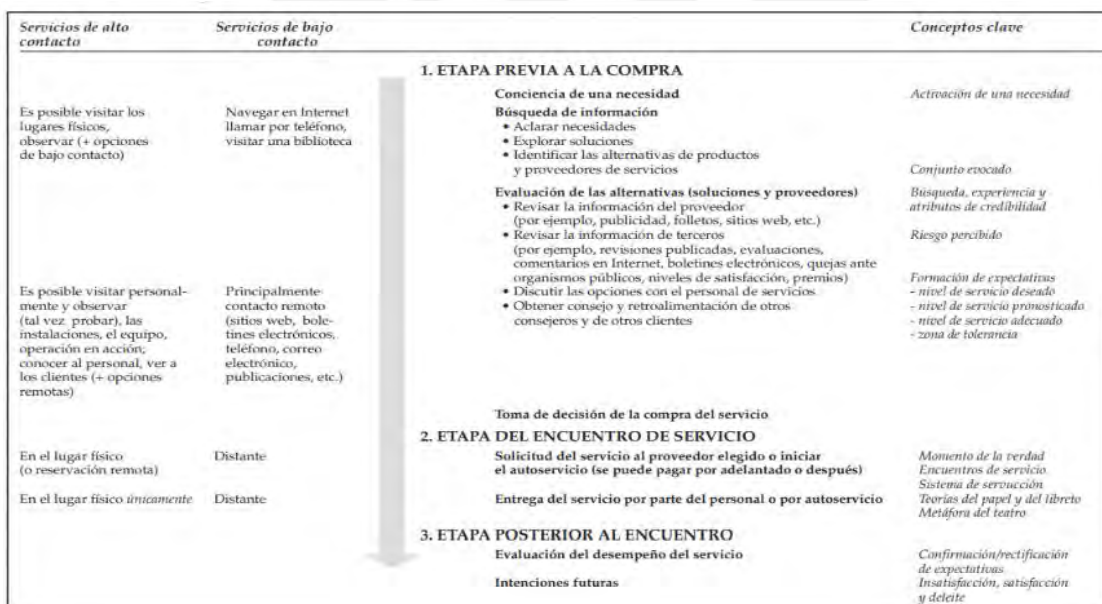 Servicios de alto contacto
Servicios de bajo contacto
Conceptos clave
1. ETAPA PREVIA A LA COMPRA
Conciencia de una necesidad
Activación de una necesidad
Es posible visitar los
lugares físicos,
observar (+ opciones
de bajo contacto)
Navegar en Internet
llamar por teléfono,
visitar una biblioteca
Búsqueda de información
• Aclarar necesidades
• Explorar soluciones
• Identificar las alternativas de productos
y proveedores de servicios
Conjunto evocado
Evaluación de las alternativas (soluciones y proveedores)
• Revisar la información del proveedor
(por ejemplo, publicidad, folletos, sitios web, etc.)
• Revisar la información de terceros
(por ejemplo, revisiones publicadas, evaluaciones,
comentarios en Internet, boletines electrónicos, quejas ante
organismos públicos, niveles de satisfacción, premios)
• Discutir las opciones con el personal de servicios
• Obtener consejo y retroalimentación de otros
consejeros y de otros clientes
Búsqueda, experiencia y
atributos de credibilidad
Riesgo percibido
Formación de expectativas
- nivel de servicio deseado
- nivel de servicio pronosticado
- nivel de servicio adecuado
- zona de tolerancia
Es posible visitar personal-
mente y observar
(tal vez probar), las
instalaciones, el equipo,
operación en acción;
conocer al personal, ver a
los clientes (+ opciones
remotas)
Principalmente
contacto remoto
(sitios web, bole-
tines electrónicos,
teléfono, correo
electrónico,
publicaciones, etc.)
Toma de decisión de la compra del servicio
2. ETAPA DEL ENCUENTRO DE SERVICIO
En el lugar físico
(o reservación remota)
Distante
Solicitud del servicio al proveedor elegido o iniciar
el autoservicio (se puede pagar por adelantado o después)
Momento de la verdad
Encuentros de servicio
Sistema de servucción
En el lugar físico únicamente
Distante
Entrega del servicio por parte del personal o por autoservicio
Teorías del papel y del libreto
Metáfora del teatro
3. ETAPA POSTERIOR AL ENCUENTRO
Evaluación del desempeño del servicio
Confirmación/rectificación
de expectativas
Intenciones futuras
Insatisfacción, satisfacción
y deleite